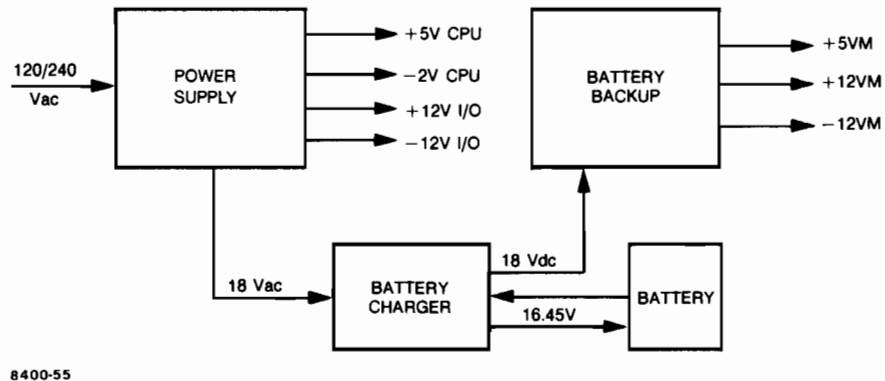 120/240
Vac
POWER
SUPPLY
+5V CPU
−2V CPU
+12V I/O
−12V I/O
BATTERY
BACKUP
+5VM
+12VM
−12VM
18 Vac
BATTERY
CHARGER
18 Vdc
16.45V
BATTERY
8400-55